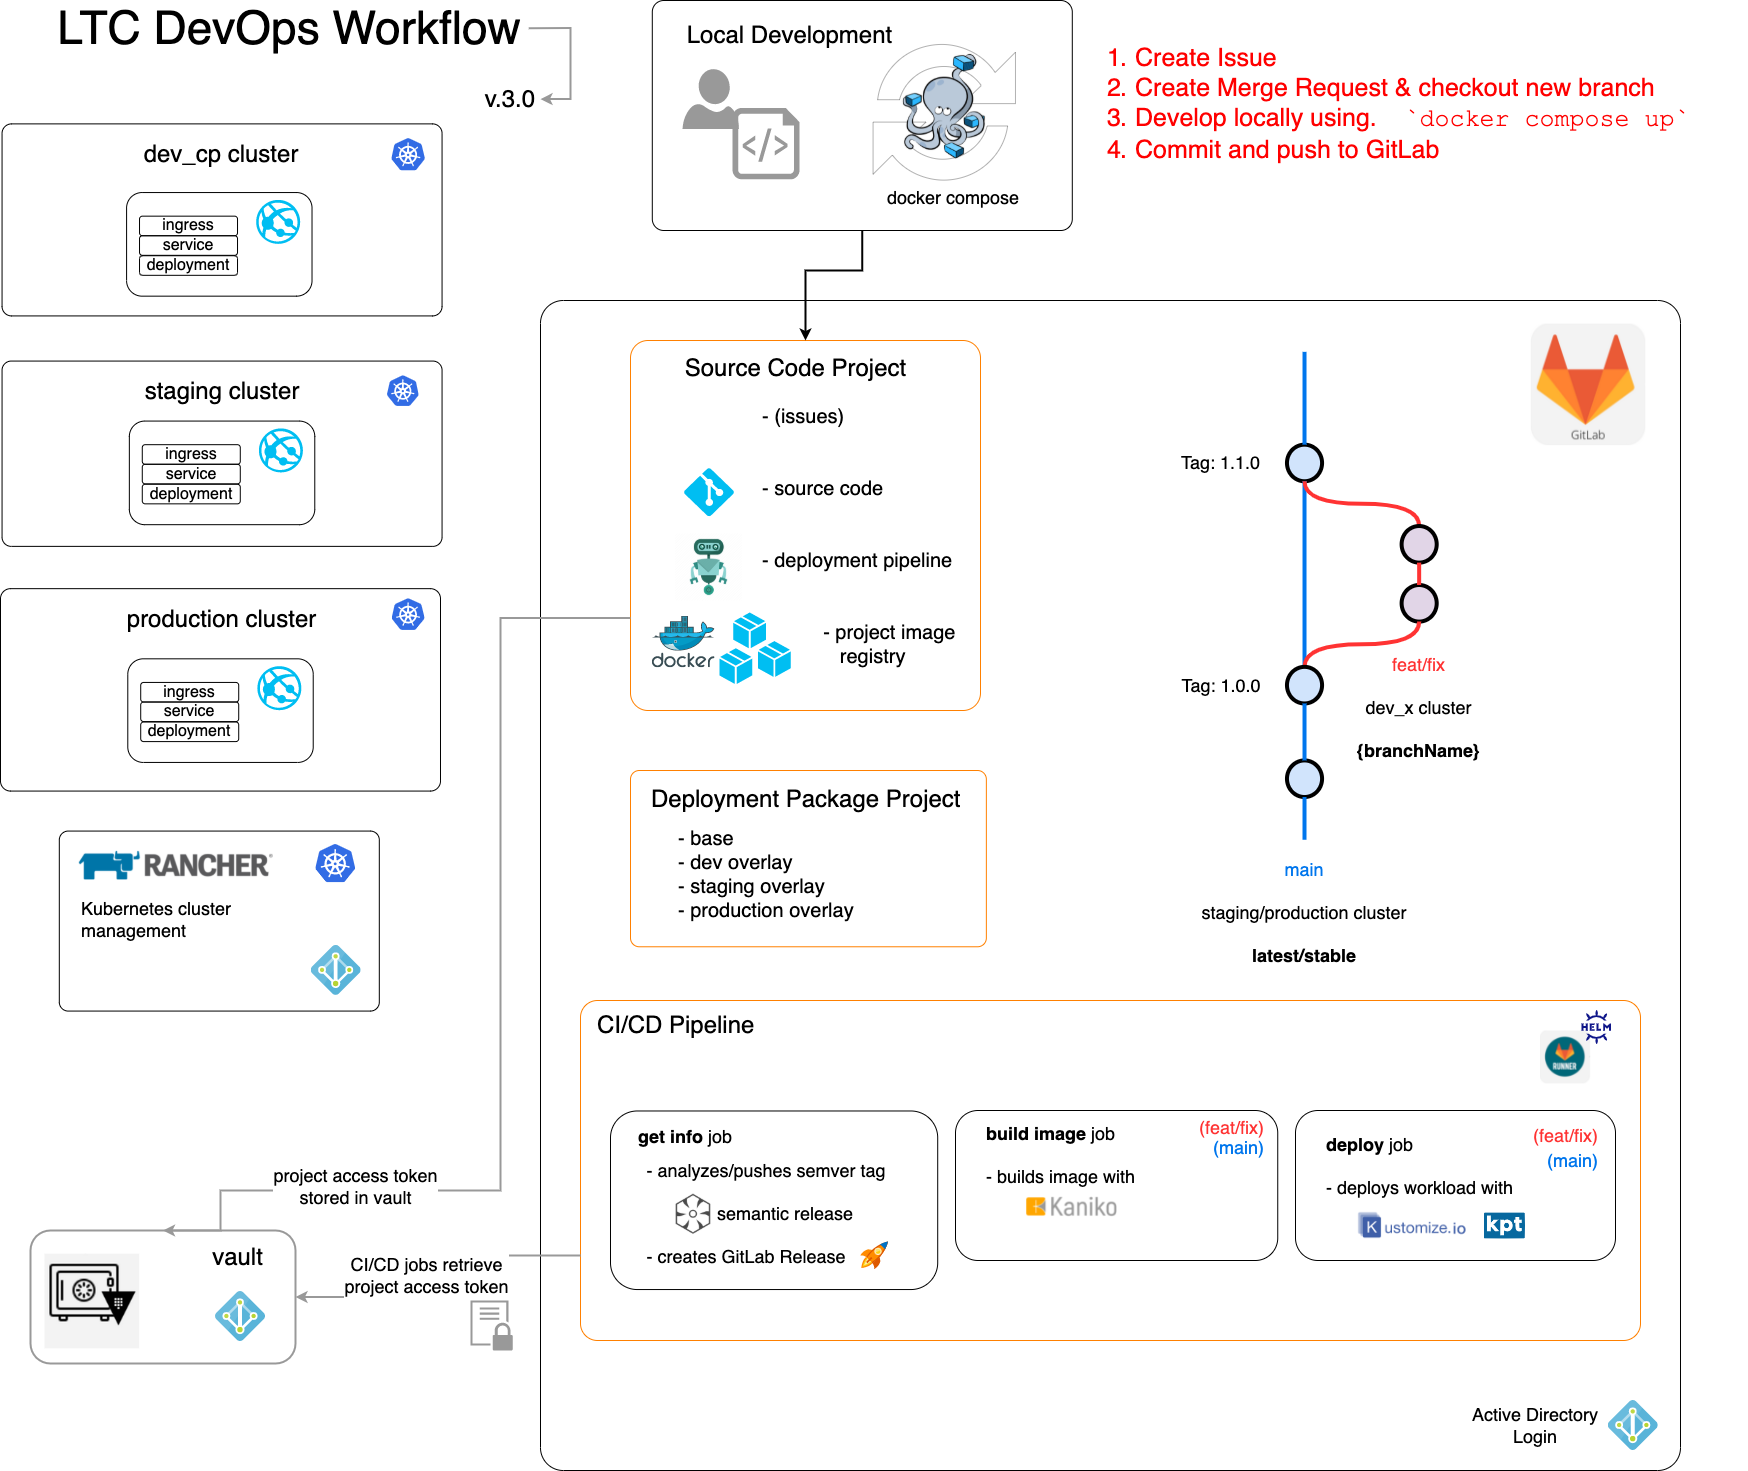 LTC DevOps Workflow
v.3.0
Local Development
</>
docker compose
1. Create Issue
2. Create Merge Request & checkout new branch
3. Develop locally using. `docker compose up`
4. Commit and push to GitLab
dev_cp cluster
ingress
service
deployment
staging cluster
ingress
service
deployment
production cluster
ingress
service
deployment
RANCHER
Kubernetes cluster
management
Source Code Project
- (issues)
- source code
- deployment pipeline
docker
- project image
registry
Deployment Package Project
- base
- dev overlay
- staging overlay
- production overlay
GitLab
Tag: 1.1.0
Tag: 1.0.0
feat/fix
dev_x cluster
{branchName}
main
staging/production cluster
latest/stable
CI/CD Pipeline
HELM
RUNNER
get info job
- analyzes/pushes semver tag
semantic release
- creates GitLab Release
build image job
(feat/fix)
(main)
- builds image with
Kaniko
deploy job
(feat/fix)
(main)
- deploys workload with
Kustomize.io
kpt
project access token
stored in vault
vault
CI/CD jobs retrieve
project access token
Active Directory
Login